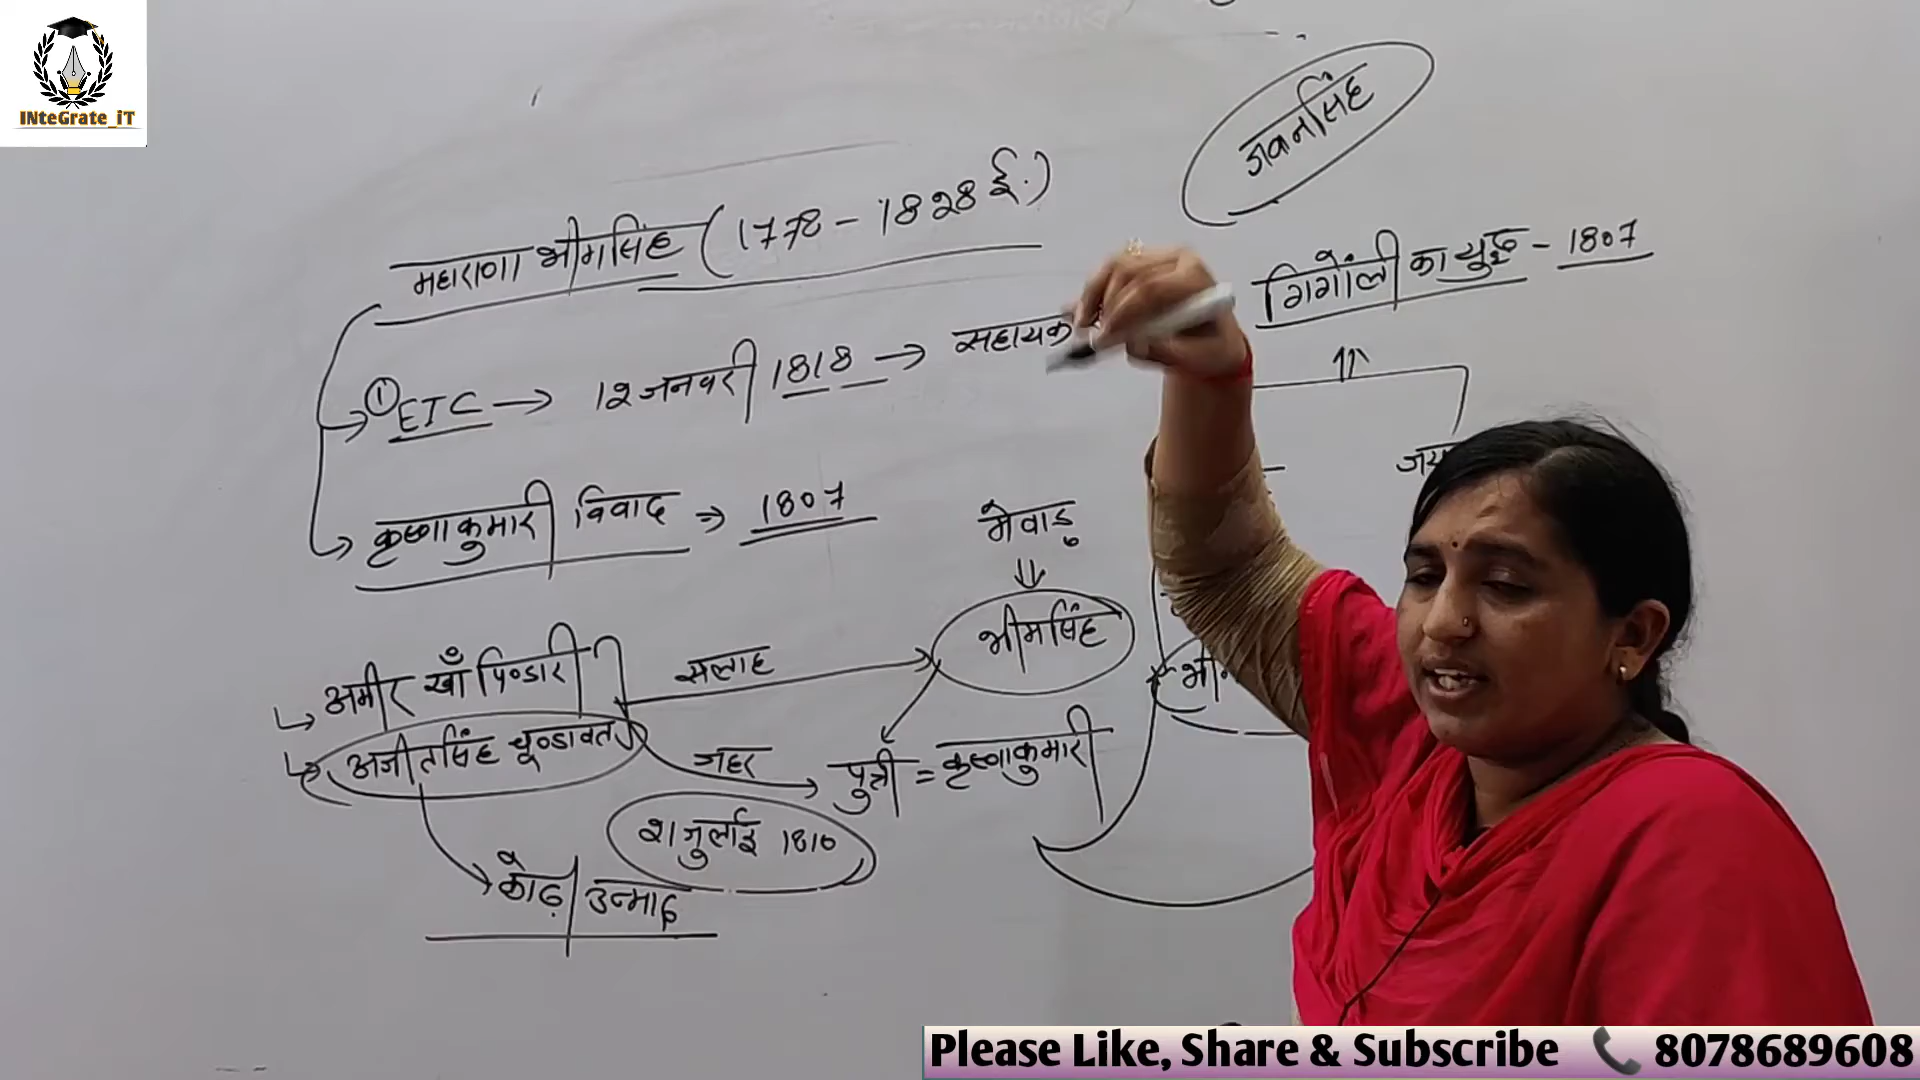 INteGrate_iT
जवानसिंह
महाराणा भीमसिंह (1778 - 1828 ई.)
गिंगोली का युद्ध - 1807
① EIC → 12 जनवरी 1818 → सहायक
कृष्णाकुमारी विवाद ⇒ 1807
मेवाड़
भीमसिंह
अमीर खाँ पिण्डारी
सलाह
अजीतसिंह चूण्डावत
जहर
पुत्री = कृष्णाकुमारी
21 जुलाई 1810
कोढ़ / उन्माद
Please Like, Share & Subscribe 8078689608